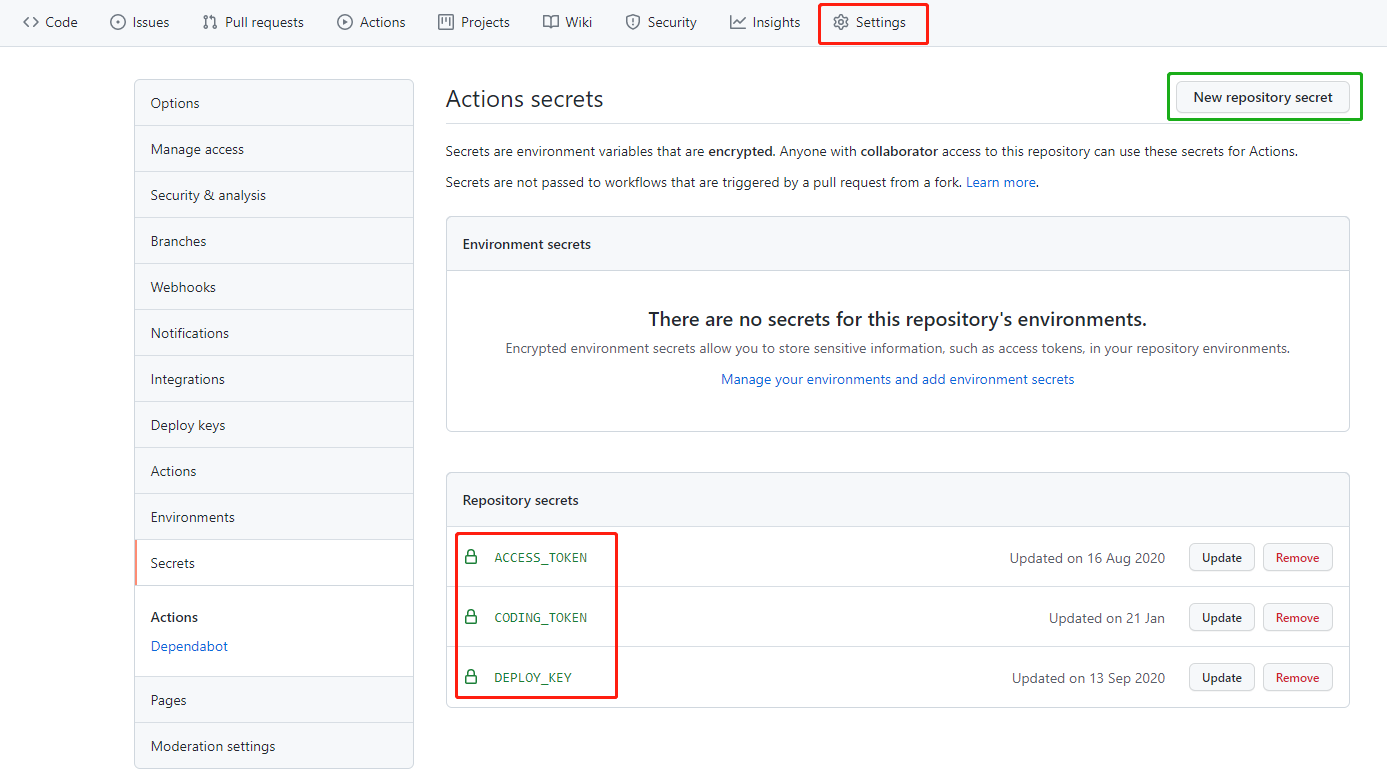 Code Issues Pull requests Actions Projects Wiki Security Insights Settings
Options
Manage access
Security & analysis
Branches
Webhooks
Notifications
Integrations
Deploy keys
Actions
Environments
Secrets
Actions
Dependabot
Pages
Moderation settings
Actions secrets
New repository secret
Secrets are environment variables that are encrypted. Anyone with collaborator access to this repository can use these secrets for Actions.
Secrets are not passed to workflows that are triggered by a pull request from a fork. Learn more.
Environment secrets
There are no secrets for this repository's environments.
Encrypted environment secrets allow you to store sensitive information, such as access tokens, in your repository environments.
Manage your environments and add environment secrets
Repository secrets
ACCESS_TOKEN Updated on 16 Aug 2020 Update Remove
CODING_TOKEN Updated on 21 Jan Update Remove
DEPLOY_KEY Updated on 13 Sep 2020 Update Remove